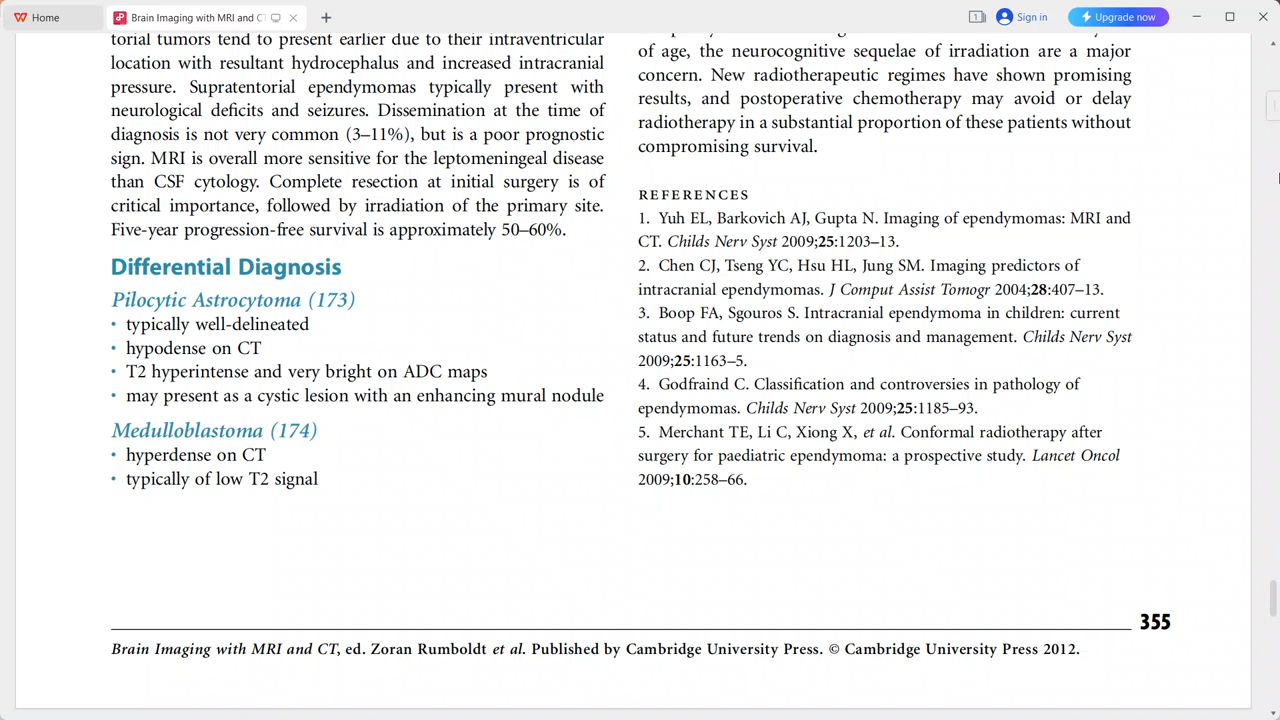 Home
Brain Imaging with MRI and C
1
Sign in
Upgrade now
torial tumors tend to present earlier due to their intraventricular
location with resultant hydrocephalus and increased intracranial
pressure. Supratentorial ependymomas typically present with
neurological deficits and seizures. Dissemination at the time of
diagnosis is not very common (3–11%), but is a poor prognostic
sign. MRI is overall more sensitive for the leptomeningeal disease
than CSF cytology. Complete resection at initial surgery is of
critical importance, followed by irradiation of the primary site.
Five-year progression-free survival is approximately 50–60%.
Differential Diagnosis
Pilocytic Astrocytoma (173)
• typically well-delineated
• hypodense on CT
• T2 hyperintense and very bright on ADC maps
• may present as a cystic lesion with an enhancing mural nodule
Medulloblastoma (174)
• hyperdense on CT
• typically of low T2 signal
of age, the neurocognitive sequelae of irradiation are a major
concern. New radiotherapeutic regimes have shown promising
results, and postoperative chemotherapy may avoid or delay
radiotherapy in a substantial proportion of these patients without
compromising survival.
REFERENCES
1. Yuh EL, Barkovich AJ, Gupta N. Imaging of ependymomas: MRI and
CT. Childs Nerv Syst 2009;25:1203–13.
2. Chen CJ, Tseng YC, Hsu HL, Jung SM. Imaging predictors of
intracranial ependymomas. J Comput Assist Tomogr 2004;28:407–13.
3. Boop FA, Sgouros S. Intracranial ependymoma in children: current
status and future trends on diagnosis and management. Childs Nerv Syst
2009;25:1163–5.
4. Godfraind C. Classification and controversies in pathology of
ependymomas. Childs Nerv Syst 2009;25:1185–93.
5. Merchant TE, Li C, Xiong X, et al. Conformal radiotherapy after
surgery for paediatric ependymoma: a prospective study. Lancet Oncol
2009;10:258–66.
355
Brain Imaging with MRI and CT, ed. Zoran Rumboldt et al. Published by Cambridge University Press. © Cambridge University Press 2012.